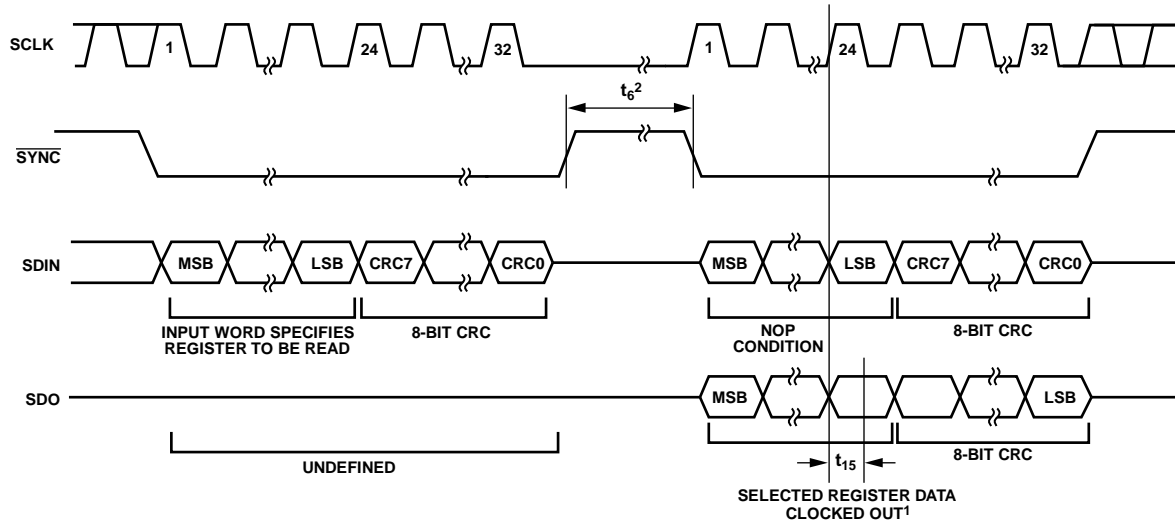 SCLK
1
24
32
1
24
32
t6²
SYNC
SDIN
MSB
LSB
CRC7
CRC0
MSB
LSB
CRC7
CRC0
INPUT WORD SPECIFIES
REGISTER TO BE READ
8-BIT CRC
NOP
CONDITION
8-BIT CRC
SDO
MSB
LSB
UNDEFINED
t15
8-BIT CRC
SELECTED REGISTER DATA
CLOCKED OUT¹